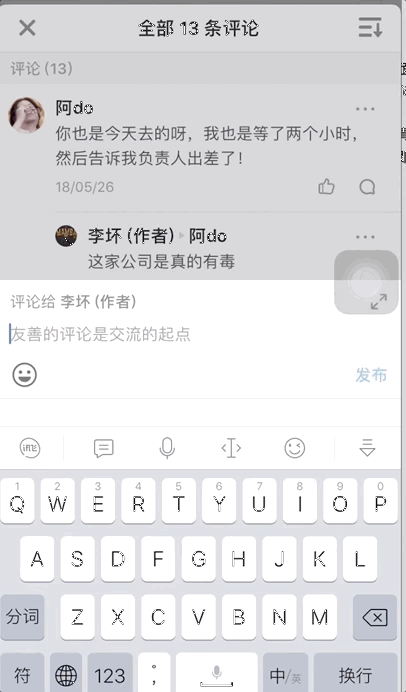 全部 13 条评论
评论 (13)
阿do
你也是今天去的呀，我也是等了两个小时，
然后告诉我负责人出差了！
18/05/26
李坏 (作者) 阿do
这家公司是真的有毒
评论给 李坏 (作者)
友善的评论是交流的起点
发布
1 2 3 4 5 6 7 8 9 0
Q W E R T Y U I O P
A S D F G H J K L
分词 Z X C V B N M
符 123 ， 。 中/英 换行